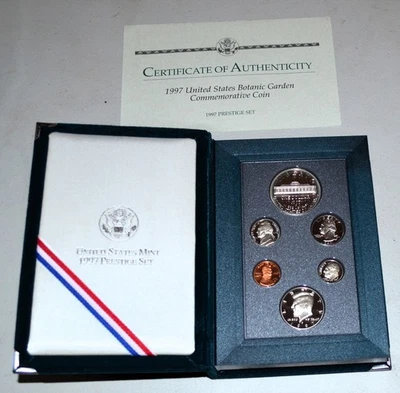 CERTIFICATE OF AUTHENTICITY
1997 United States Botanic Garden
Commemorative Coin
1997 PRESTIGE SET
UNITED STATES MINT
1997 PRESTIGE SET